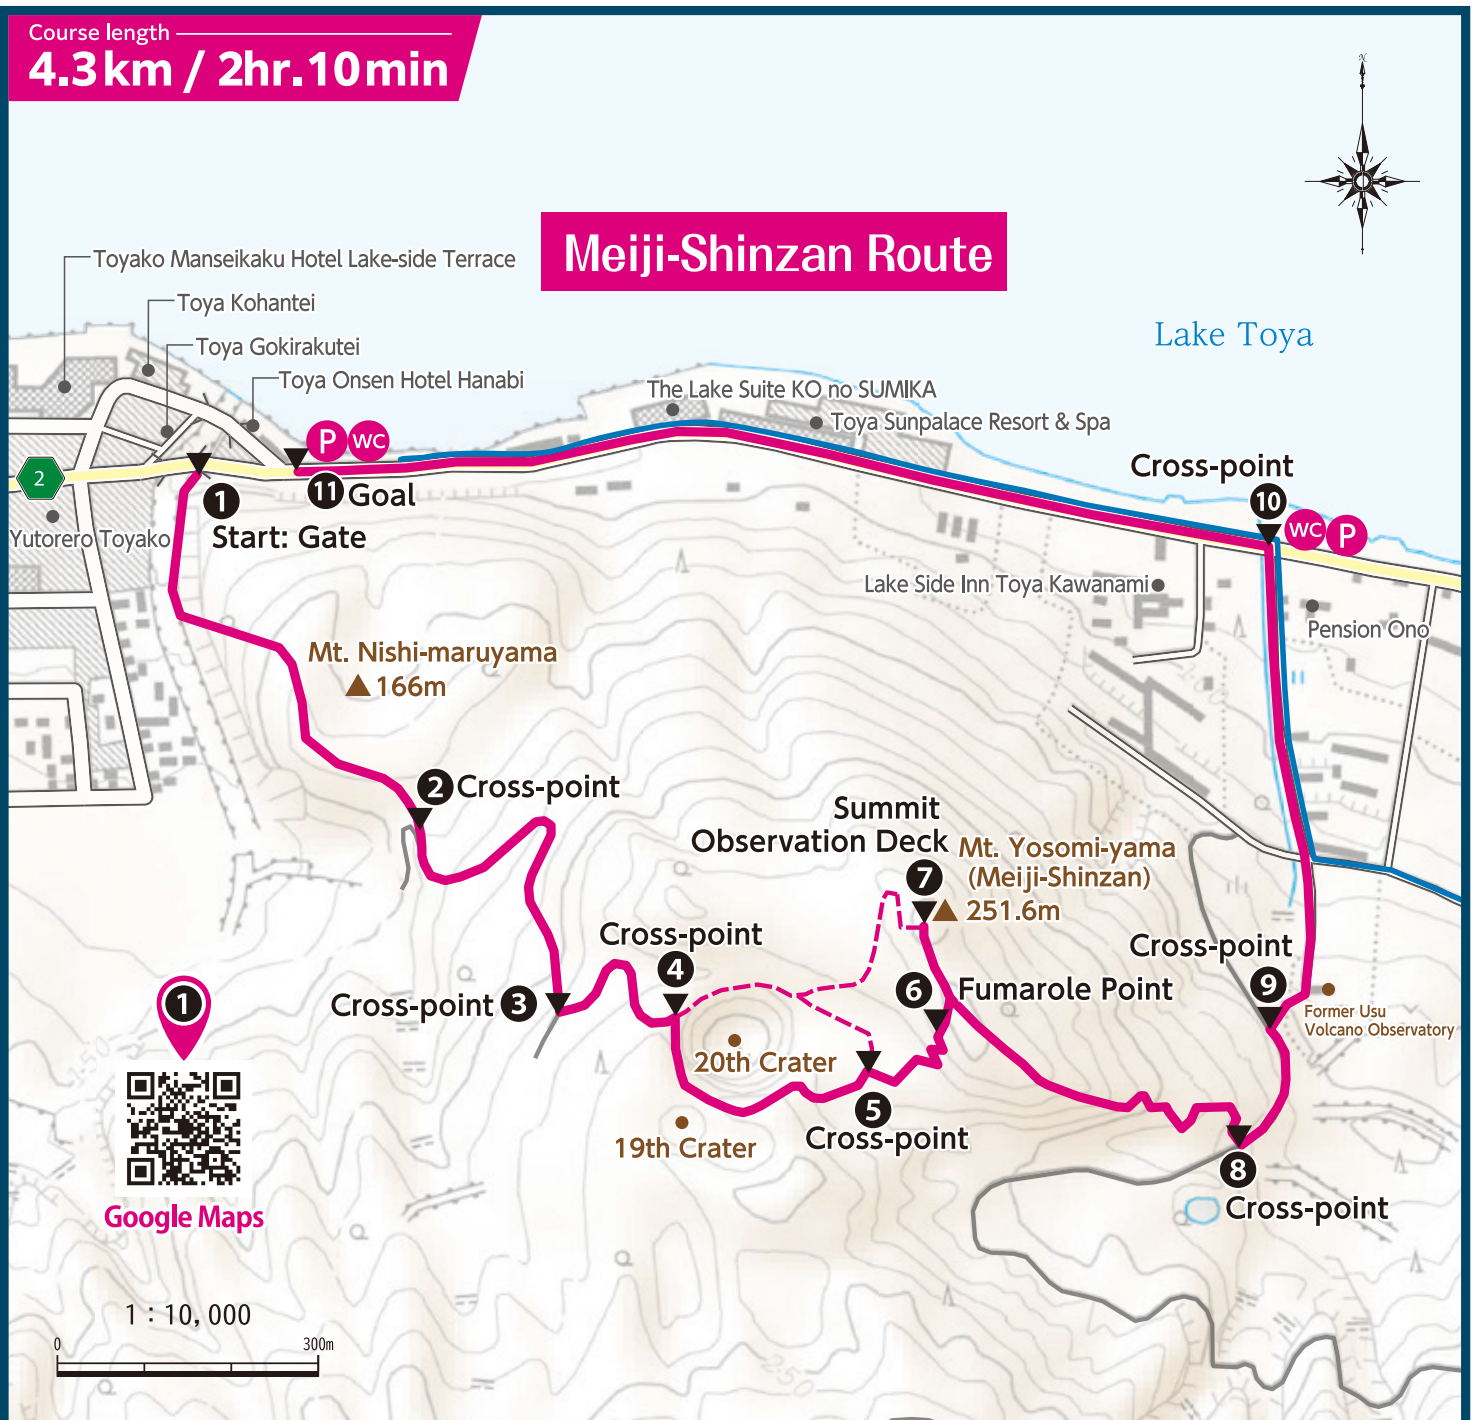 Course length
4.3km / 2hr.10min
N
Meiji-Shinzan Route
Toyako Manseikaku Hotel Lake-side Terrace
Toya Kohantei
Toya Gokirakutei
Toya Onsen Hotel Hanabi
Lake Toya
The Lake Suite KO no SUMIKA
Toya Sunpalace Resort & Spa
P WC
11 Goal
2
1
Start: Gate
Yutorero Toyako
Cross-point
10
WC P
Lake Side Inn Toya Kawanami
Pension Ono
Mt. Nishi-maruyama
166m
2 Cross-point
Summit
Observation Deck
7
Mt. Yosomi-yama
(Meiji-Shinzan)
251.6m
Cross-point
4
Cross-point 3
6 Fumarole Point
Cross-point
9
Former Usu
Volcano Observatory
20th Crater
19th Crater
5
Cross-point
8
Cross-point
1
Google Maps
1 : 10,000
0 300m